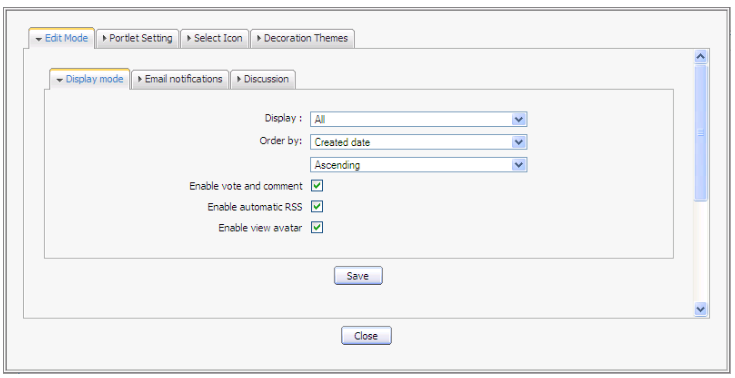 Edit Mode Portlet Setting Select Icon Decoration Themes
Display mode Email notifications Discussion
Display : All
Order by: Created date
Ascending
Enable vote and comment
Enable automatic RSS
Enable view avatar
Save
Close